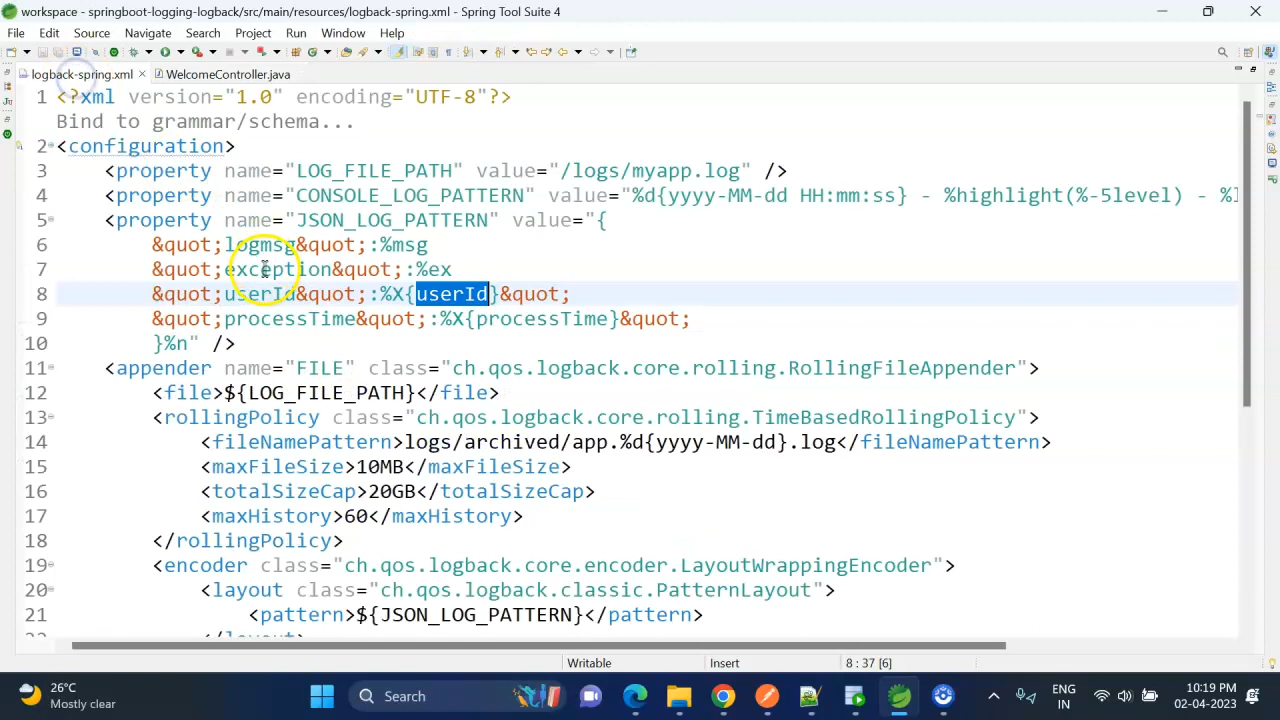 workspace - springboot-logging-logback/src/main/resources/logback-spring.xml - Spring Tool Suite 4
File Edit Source Navigate Search Project Run Window Help
logback-spring.xml WelcomeController.java
1 <?xml version="1.0" encoding="UTF-8"?>
Bind to grammar/schema...
2 <configuration>
3 <property name="LOG_FILE_PATH" value="/logs/myapp.log" />
4 <property name="CONSOLE_LOG_PATTERN" value="%d{yyyy-MM-dd HH:mm:ss} - %highlight(%-5level) - %
5 <property name="JSON_LOG_PATTERN" value="{
6 &quot;logmsg&quot;:%msg
7 &quot;exception&quot;:%ex
8 &quot;userId&quot;:%X{userId}&quot;
9 &quot;processTime&quot;:%X{processTime}&quot;
10 }%n" />
11 <appender name="FILE" class="ch.qos.logback.core.rolling.RollingFileAppender">
12 <file>${LOG_FILE_PATH}</file>
13 <rollingPolicy class="ch.qos.logback.core.rolling.TimeBasedRollingPolicy">
14 <fileNamePattern>logs/archived/app.%d{yyyy-MM-dd}.log</fileNamePattern>
15 <maxFileSize>10MB</maxFileSize>
16 <totalSizeCap>20GB</totalSizeCap>
17 <maxHistory>60</maxHistory>
18 </rollingPolicy>
19 <encoder class="ch.qos.logback.core.encoder.LayoutWrappingEncoder">
20 <layout class="ch.qos.logback.classic.PatternLayout">
21 <pattern>${JSON_LOG_PATTERN}</pattern>
Writable Insert 8 : 37 [6]
26°C
Mostly clear
Search
ENG
IN
10:19 PM
02-04-2023